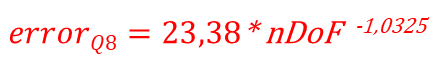 error_Q8 = 23,38 * nDoF ^-1,0325